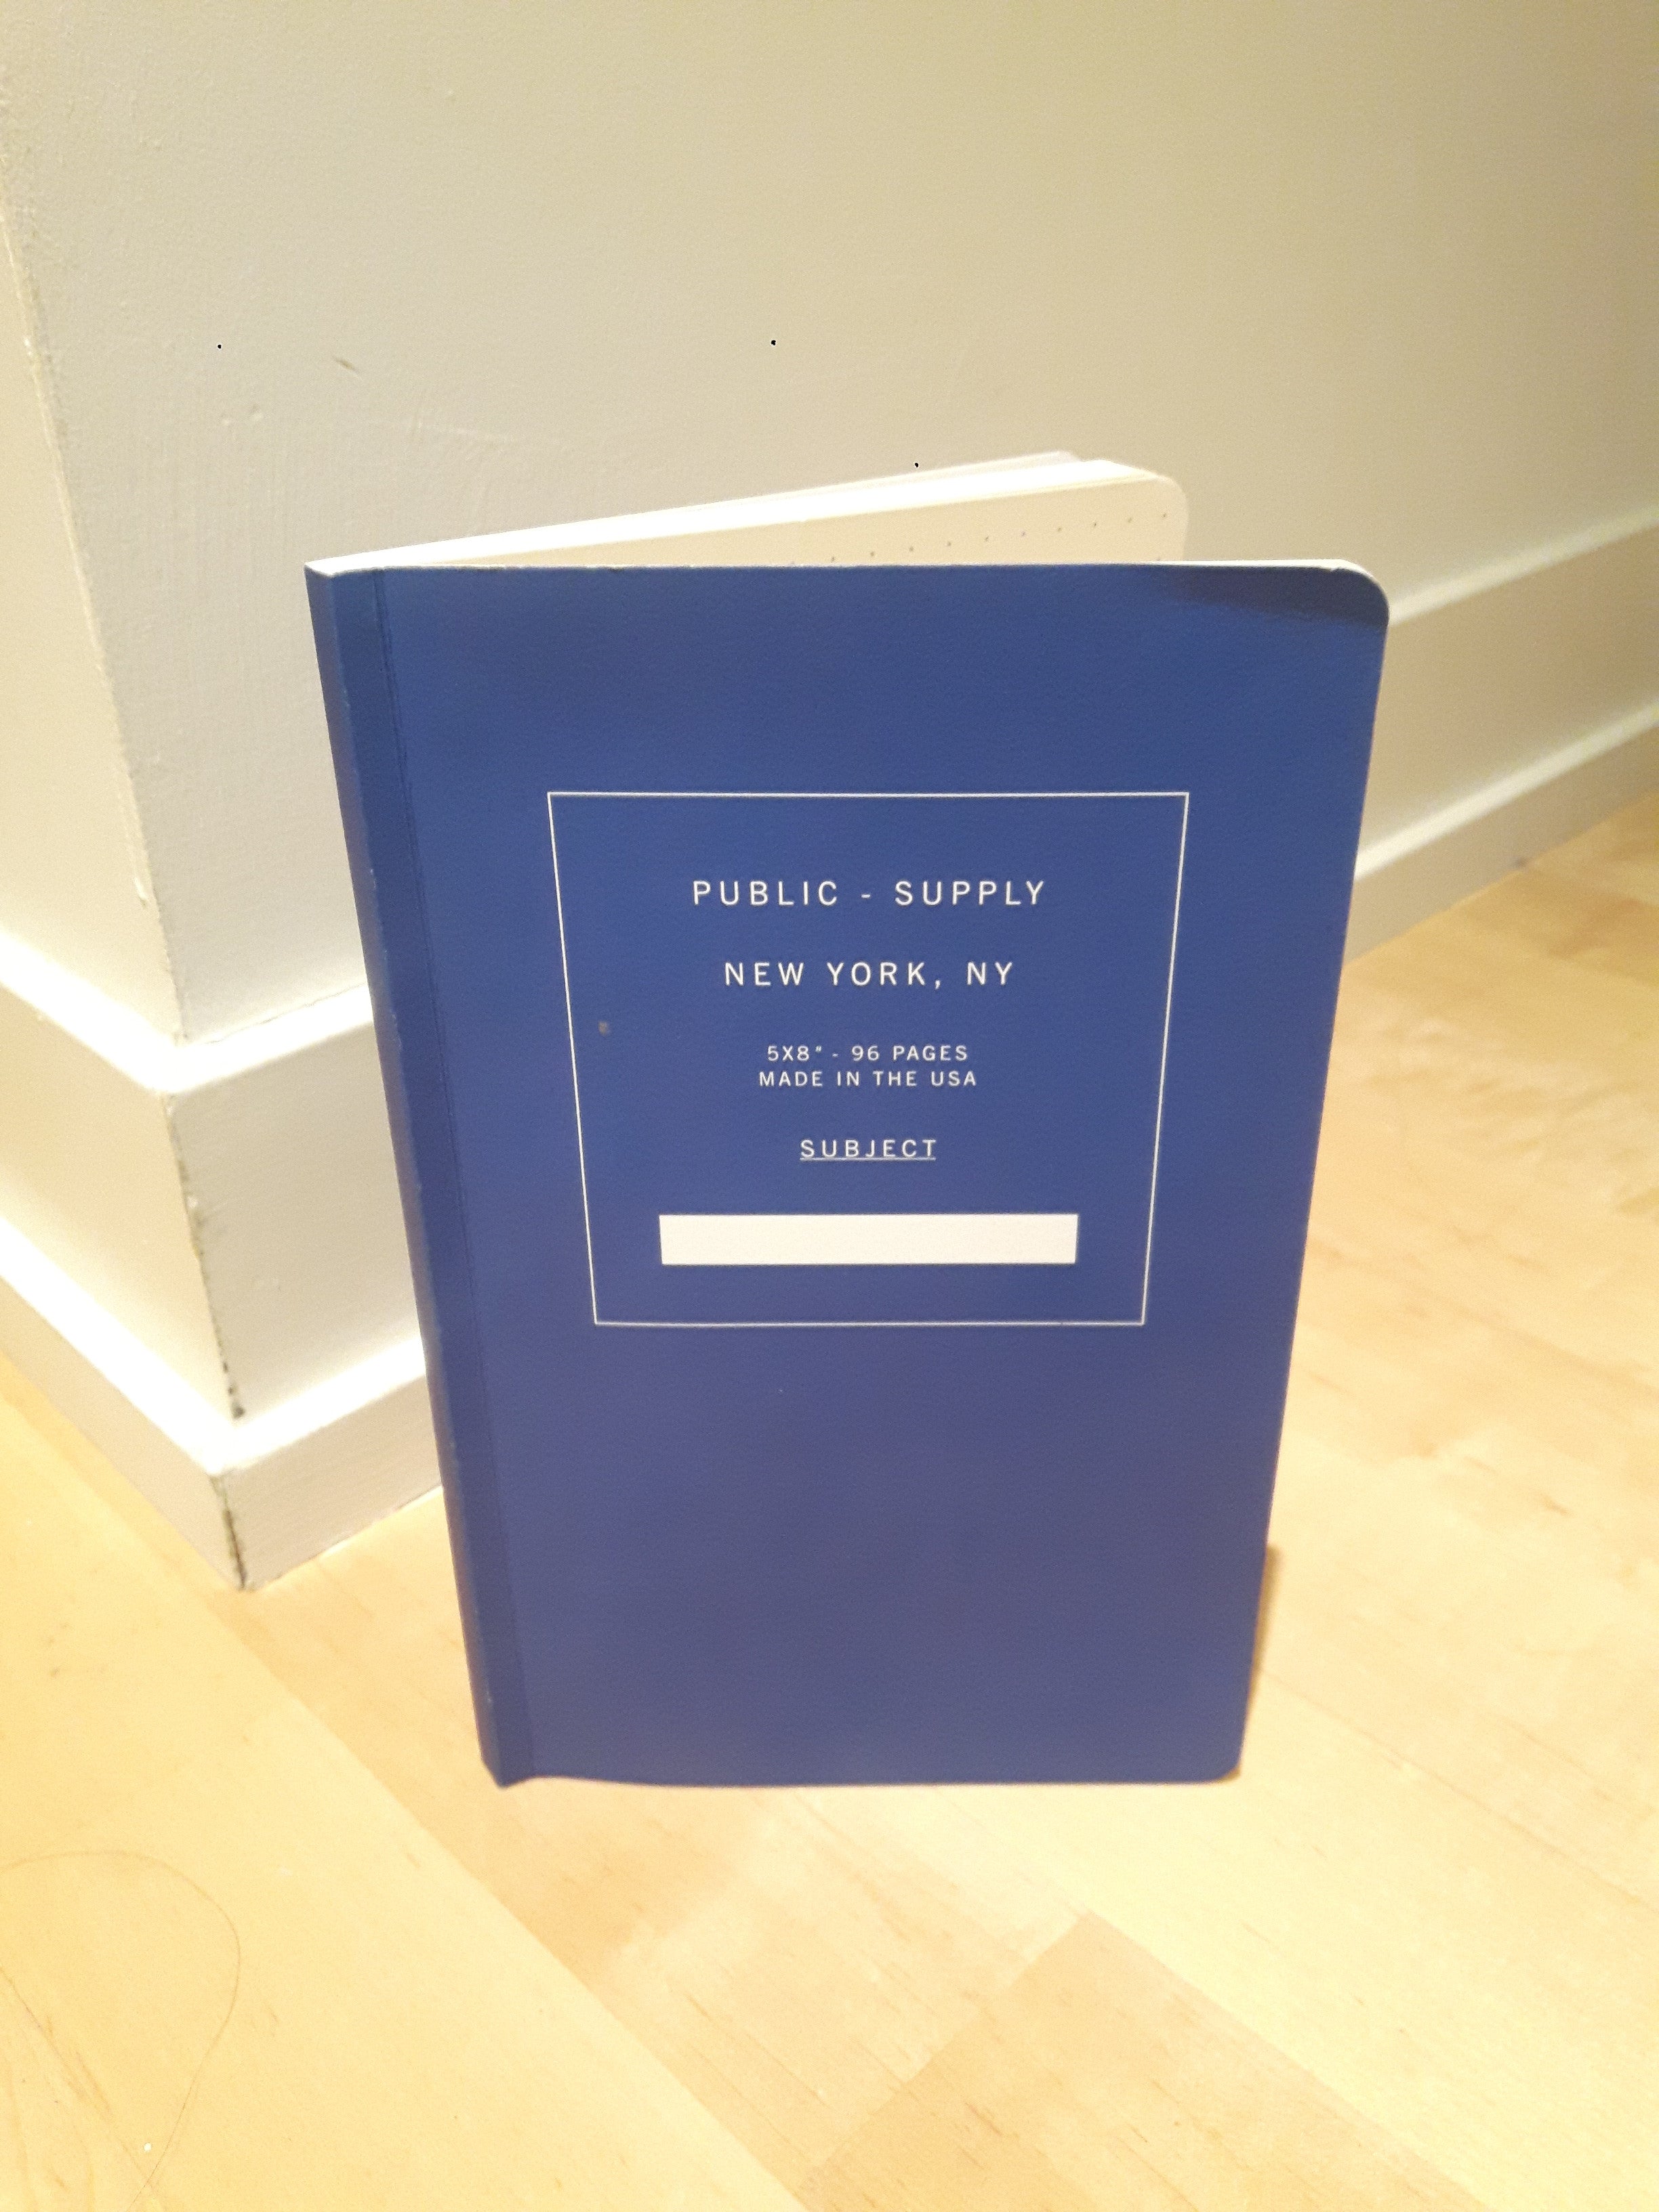 PUBLIC - SUPPLY
NEW YORK, NY
5X8" - 96 PAGES
MADE IN THE USA
SUBJECT